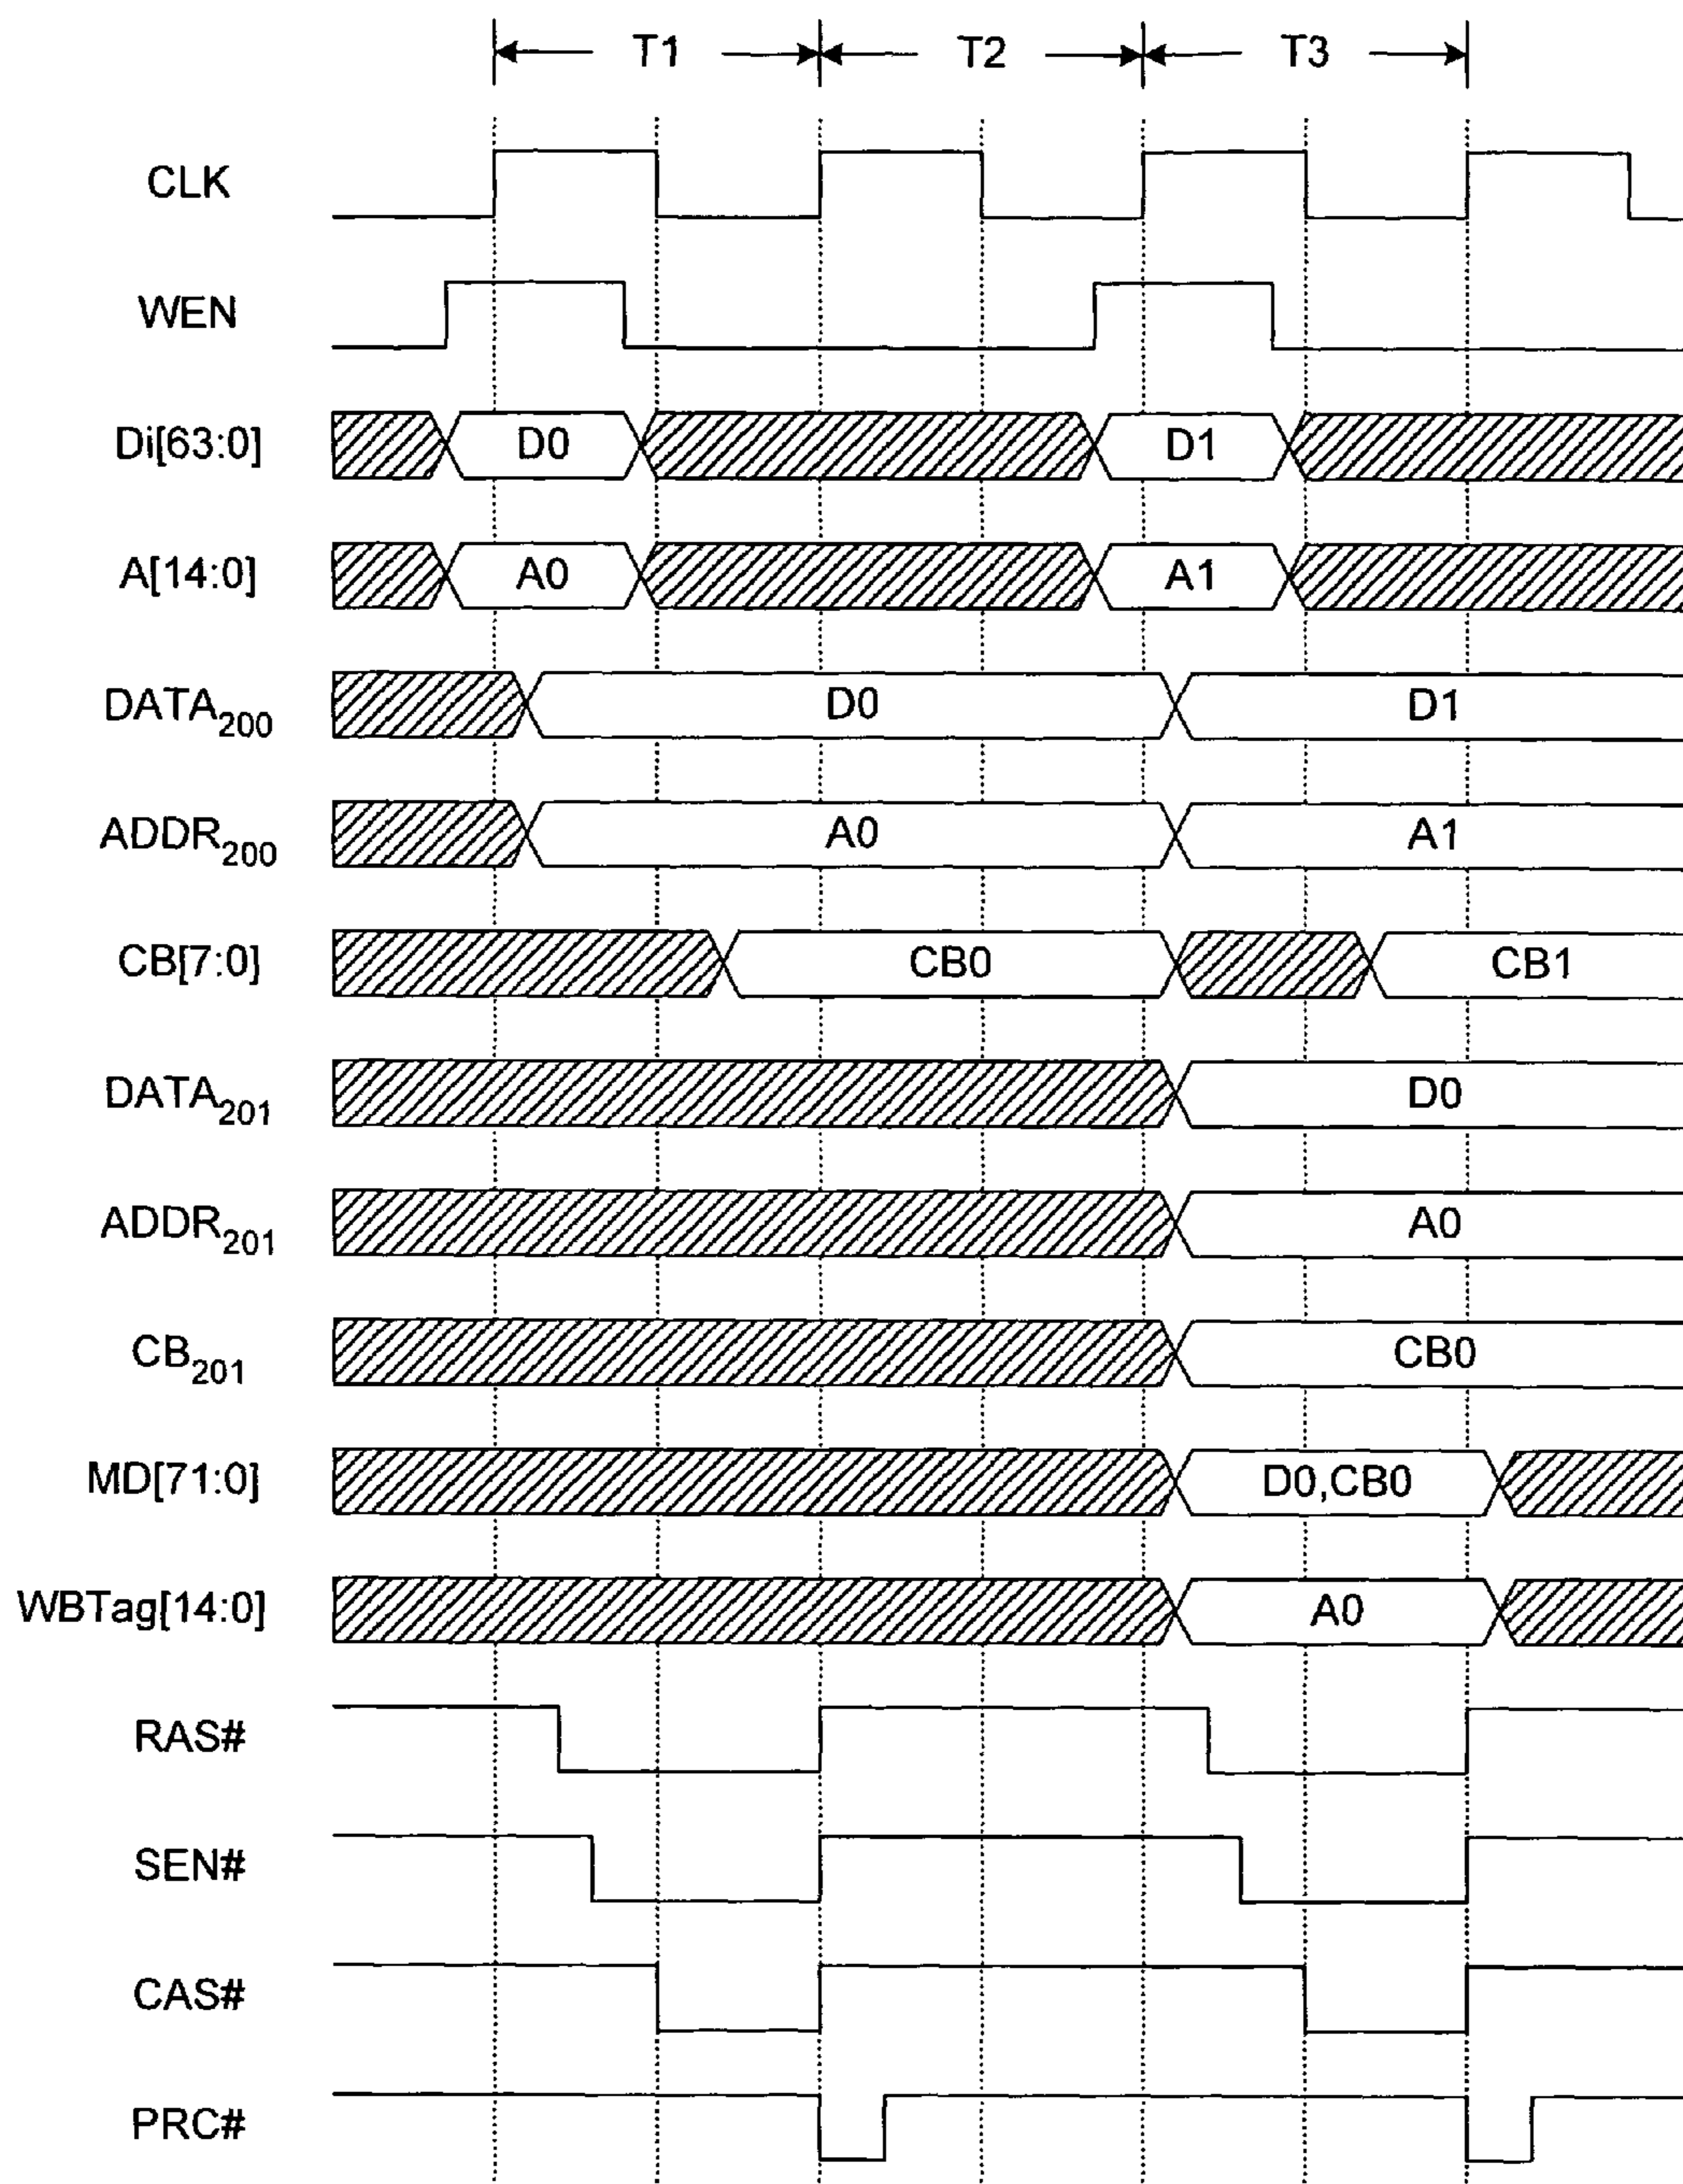 T1 T2 T3
CLK
WEN
Di[63:0] D0 D1
A[14:0] A0 A1
DATA200 D0 D1
ADDR200 A0 A1
CB[7:0] CB0 CB1
DATA201 D0
ADDR201 A0
CB201 CB0
MD[71:0] D0,CB0
WBTag[14:0] A0
RAS#
SEN#
CAS#
PRC#